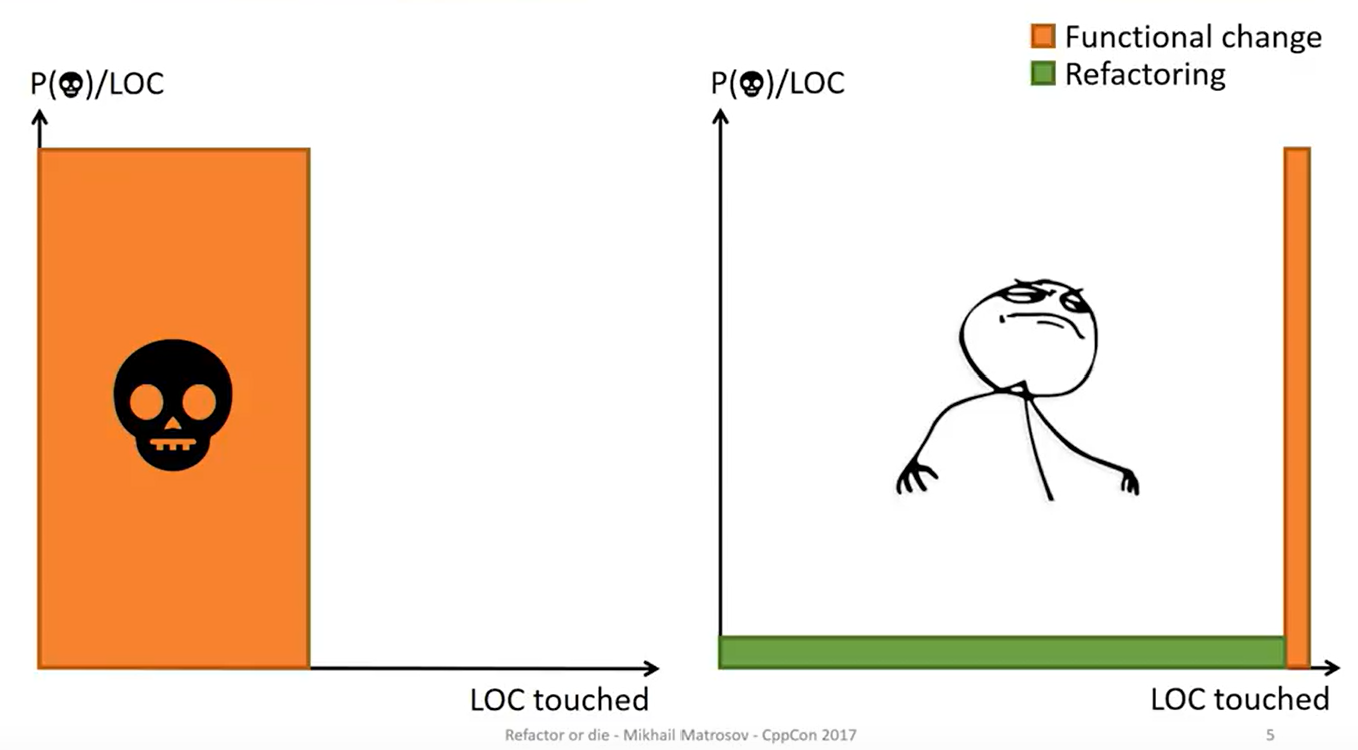 Functional change
Refactoring
P(💀)/LOC
LOC touched
P(💀)/LOC
LOC touched
Refactor or die - Mikhail Matrosov - CppCon 2017
5